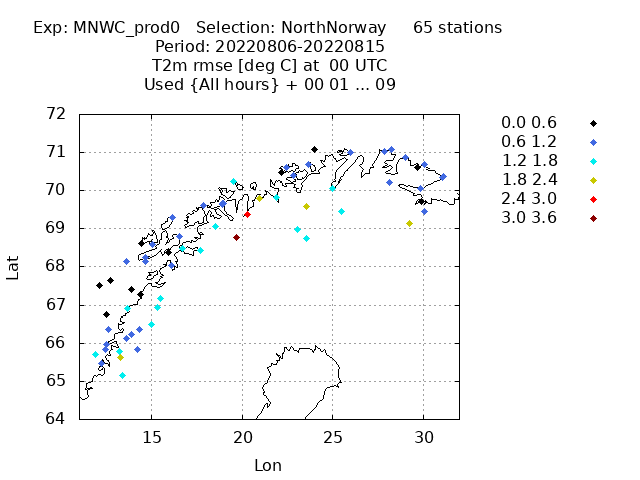 Exp: MNWC_prod0   Selection: NorthNorway     65 stations
Period: 20220806-20220815
T2m rmse [deg C] at  00 UTC
Used {All hours} + 00 01 ... 09
72
71
70
69
68
67
66
65
64
Lat
15 20 25 30
Lon
0.0 0.6
0.6 1.2
1.2 1.8
1.8 2.4
2.4 3.0
3.0 3.6